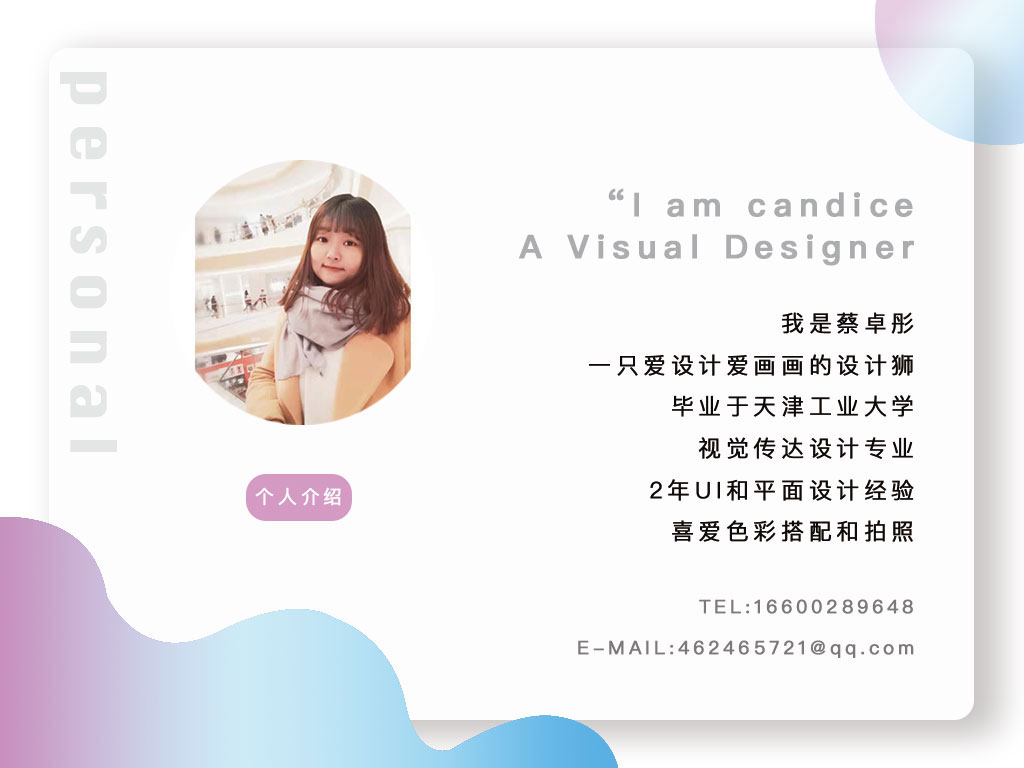 personal
“I am candice
A Visual Designer
我是蔡卓彤
一只爱设计爱画画的设计狮
毕业于天津工业大学
视觉传达设计专业
2年UI和平面设计经验
喜爱色彩搭配和拍照
个人介绍
TEL:16600289648
E-MAIL:462465721@qq.com